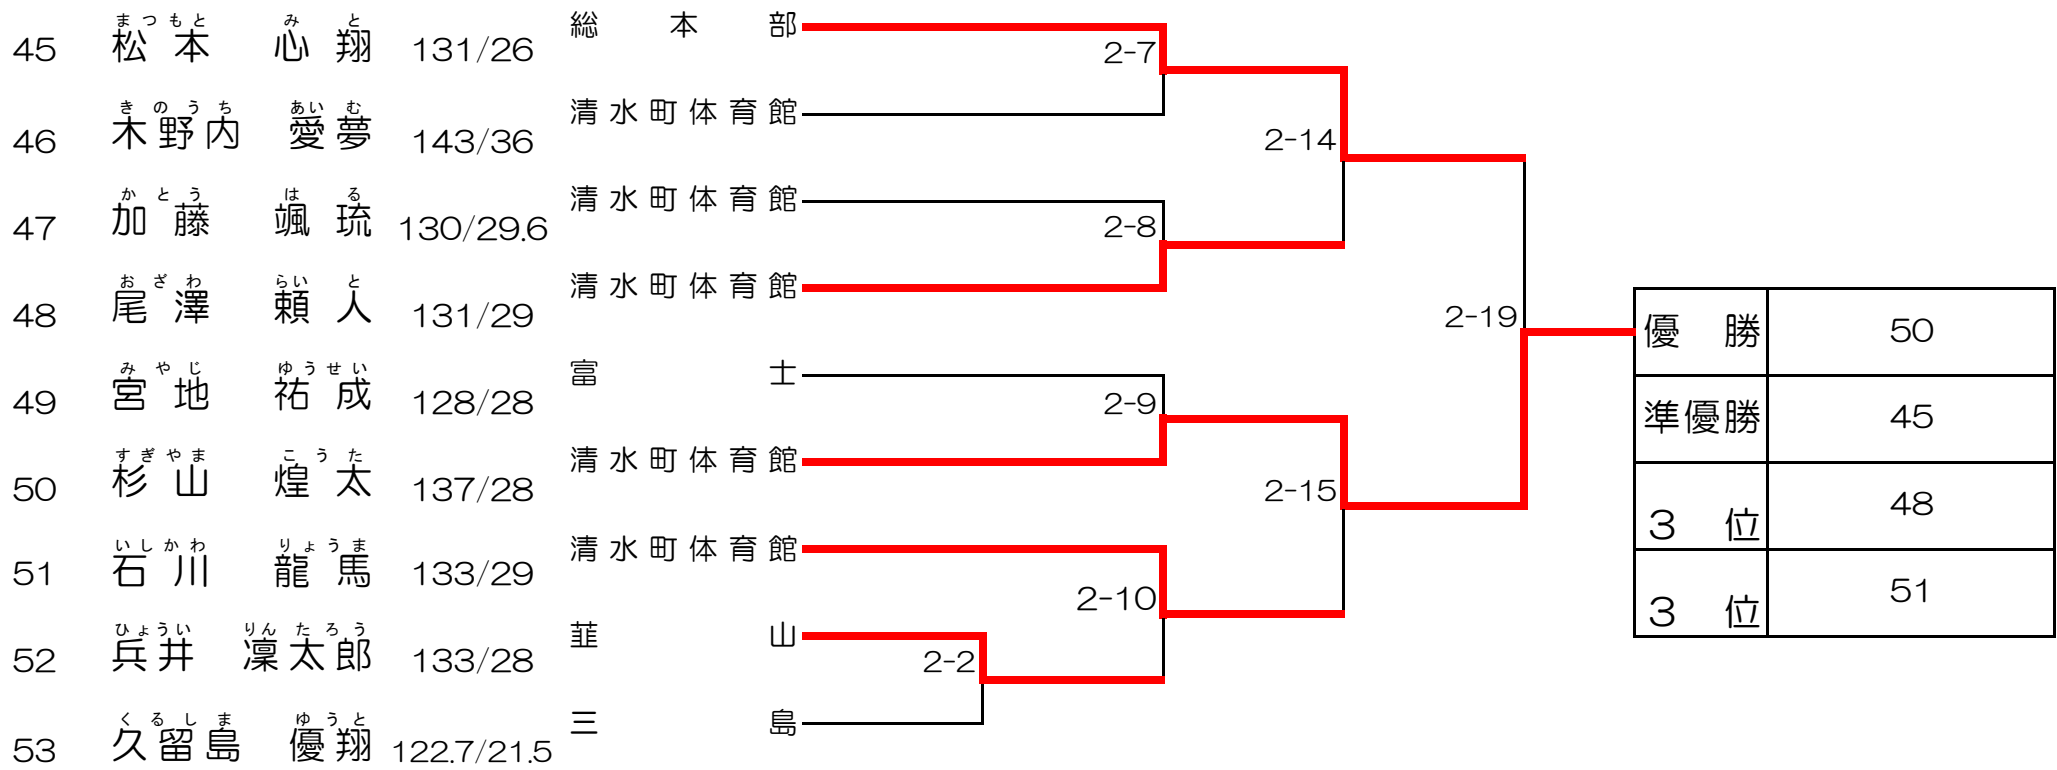 まつもと みと
45 松本 心翔 131/26 総本部
2-7
きのうち あいむ
46 木野内 愛夢 143/36 清水町体育館
2-14
かとう はる
47 加藤 颯琉 130/29.6 清水町体育館
2-8
おざわ らいと
48 尾澤 頼人 131/29 清水町体育館
2-19
優勝 50
みやじ ゆうせい
49 宮地 祐成 128/28 富士
2-9
準優勝 45
すぎやま こうた
50 杉山 煌太 137/28 清水町体育館
2-15
3位 48
いしかわ りょうま
51 石川 龍馬 133/29 清水町体育館
2-10
3位 51
ひょうい りんたろう
52 兵井 凜太郎 133/28 韮山
2-2
くるしま ゆうと
53 久留島 優翔 122.7/21.5 三島